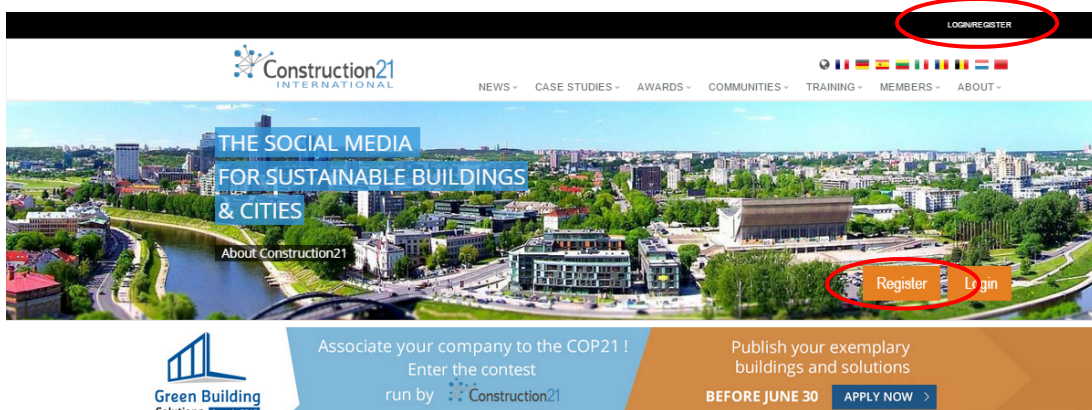 LOGIN/REGISTER
Construction21
INTERNATIONAL
NEWS CASE STUDIES AWARDS COMMUNITIES TRAINING MEMBERS ABOUT
THE SOCIAL MEDIA
FOR SUSTAINABLE BUILDINGS
& CITIES
About Construction21
Register Login
Green Building
Associate your company to the COP21 !
Enter the contest
run by Construction21
Publish your exemplary
buildings and solutions
BEFORE JUNE 30 APPLY NOW